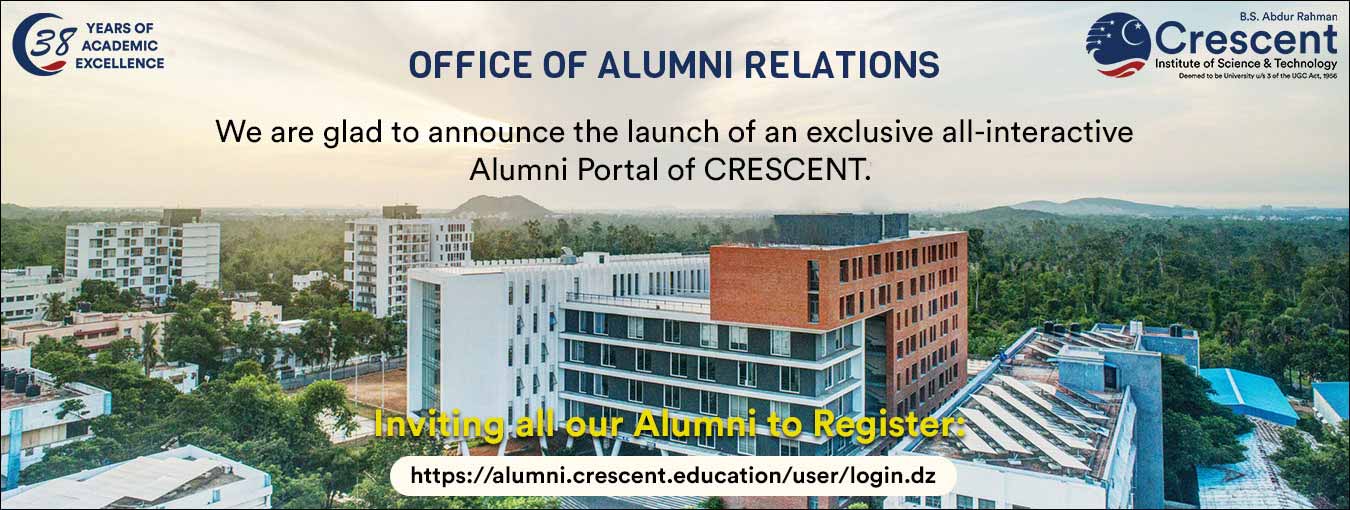 38
YEARS OF
ACADEMIC
EXCELLENCE
B.S. Abdur Rahman
Crescent
Institute of Science & Technology
Deemed to be University u/s 3 of the UGC Act, 1956
OFFICE OF ALUMNI RELATIONS
We are glad to announce the launch of an exclusive all-interactive
Alumni Portal of CRESCENT.
Inviting all our Alumni to Register:
https://alumni.crescent.education/user/login.dz